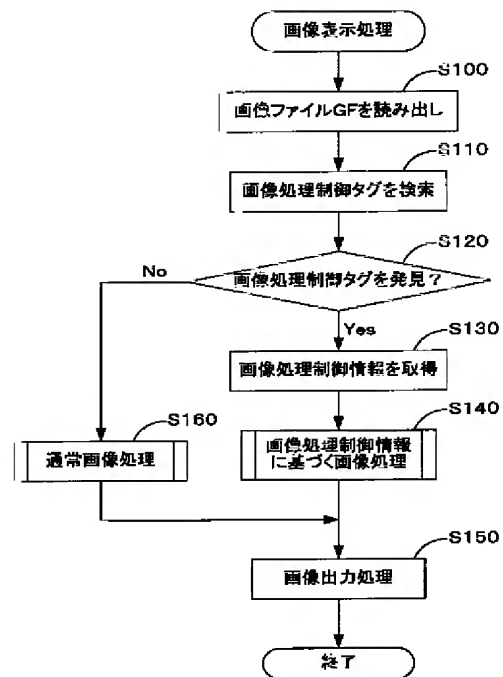 画像表示処理
S100
画像ファイルGFを読み出し
S110
画像処理制御タグを検索
S120
画像処理制御タグを発見?
No
Yes
S130
画像処理制御情報を取得
S140
画像処理制御情報
に基づく画像処理
S160
通常画像処理
S150
画像出力処理
終了